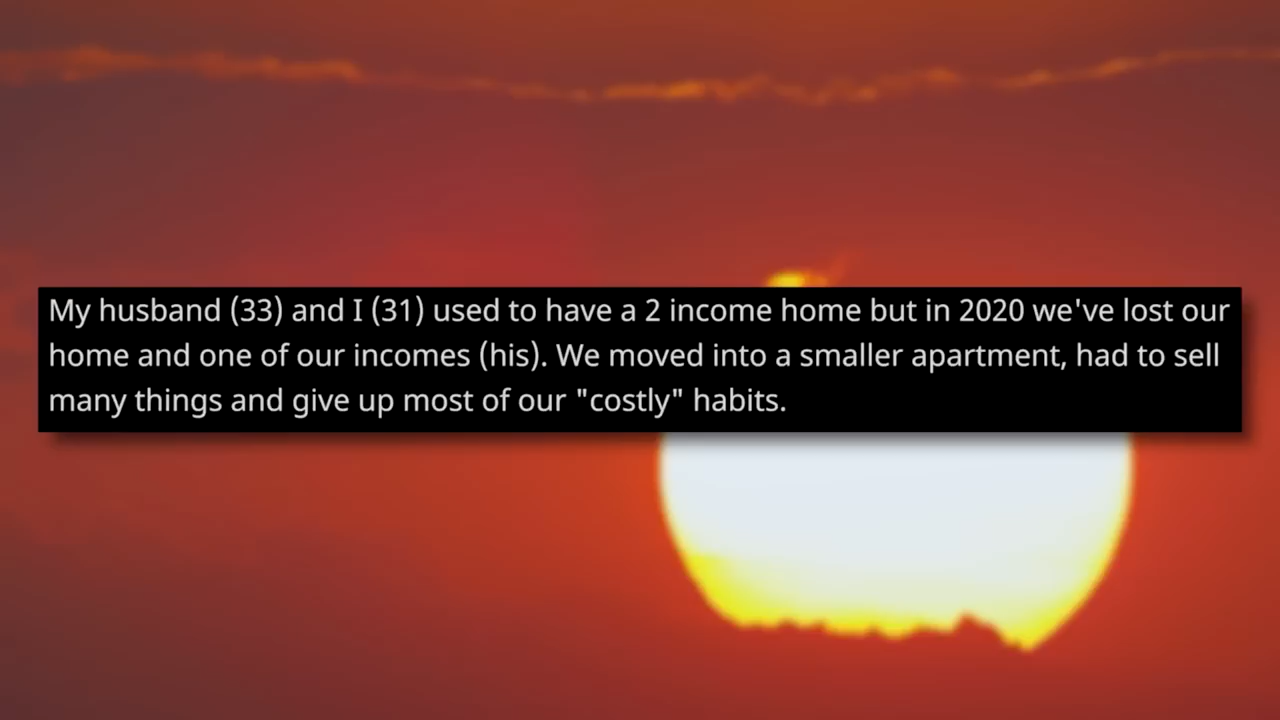 My husband (33) and I (31) used to have a 2 income home but in 2020 we've lost our
home and one of our incomes (his). We moved into a smaller apartment, had to sell
many things and give up most of our "costly" habits.